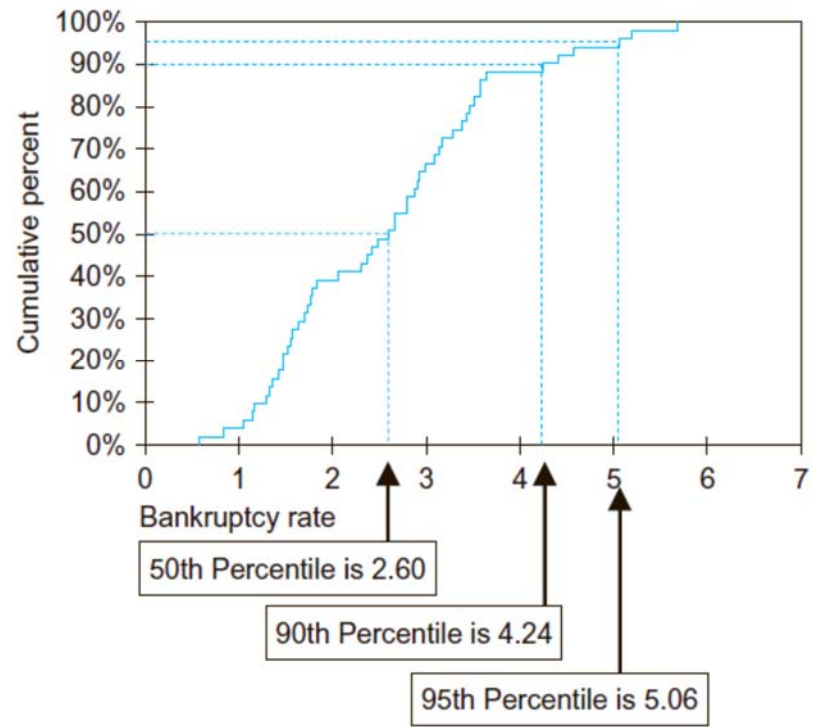 100%
90%
80%
70%
60%
50%
40%
30%
20%
10%
0%
Cumulative percent
0 1 2 3 4 5 6 7
Bankruptcy rate
50th Percentile is 2.60
90th Percentile is 4.24
95th Percentile is 5.06